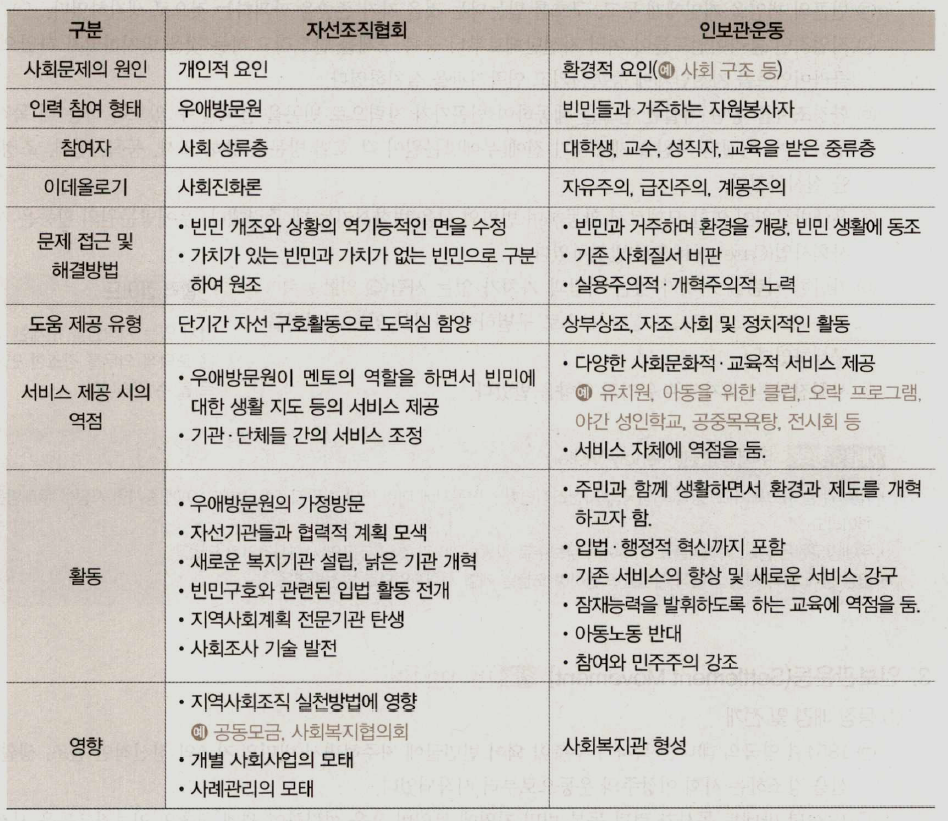 구분 자선조직협회 인보관운동
사회문제의 원인 개인적 요인 환경적 요인(예 사회 구조 등)
인력 참여 형태 우애방문원 빈민들과 거주하는 자원봉사자
참여자 사회 상류층 대학생, 교수, 성직자, 교육을 받은 중류층
이데올로기 사회진화론 자유주의, 급진주의, 계몽주의
문제 접근 및
해결방법
• 빈민 개조와 상황의 역기능적인 면을 수정
• 가치가 있는 빈민과 가치가 없는 빈민으로 구분
하여 원조
• 빈민과 거주하며 환경을 개량, 빈민 생활에 동조
• 기존 사회질서 비판
• 실용주의적·개혁주의적 노력
도움 제공 유형 단기간 자선 구호활동으로 도덕심 함양 상부상조, 자조 사회 및 정치적인 활동
서비스 제공 시의
역점
• 우애방문원이 멘토의 역할을 하면서 빈민에
대한 생활 지도 등의 서비스 제공
• 기관·단체들 간의 서비스 조정
• 다양한 사회문화적·교육적 서비스 제공
예 유치원, 아동을 위한 클럽, 오락 프로그램,
야간 성인학교, 공중목욕탕, 전시회 등
• 서비스 자체에 역점을 둠.
활동
• 우애방문원의 가정방문
• 자선기관들과 협력적 계획 모색
• 새로운 복지기관 설립, 낡은 기관 개혁
• 빈민구호와 관련된 입법 활동 전개
• 지역사회계획 전문기관 탄생
• 사회조사 기술 발전
• 주민과 함께 생활하면서 환경과 제도를 개혁
하고자 함.
• 입법·행정적 혁신까지 포함
• 기존 서비스의 향상 및 새로운 서비스 강구
• 잠재능력을 발휘하도록 하는 교육에 역점을 둠.
• 아동노동 반대
• 참여와 민주주의 강조
영향
• 지역사회조직 실천방법에 영향
예 공동모금, 사회복지협의회
• 개별 사회사업의 모태
• 사례관리의 모태
사회복지관 형성